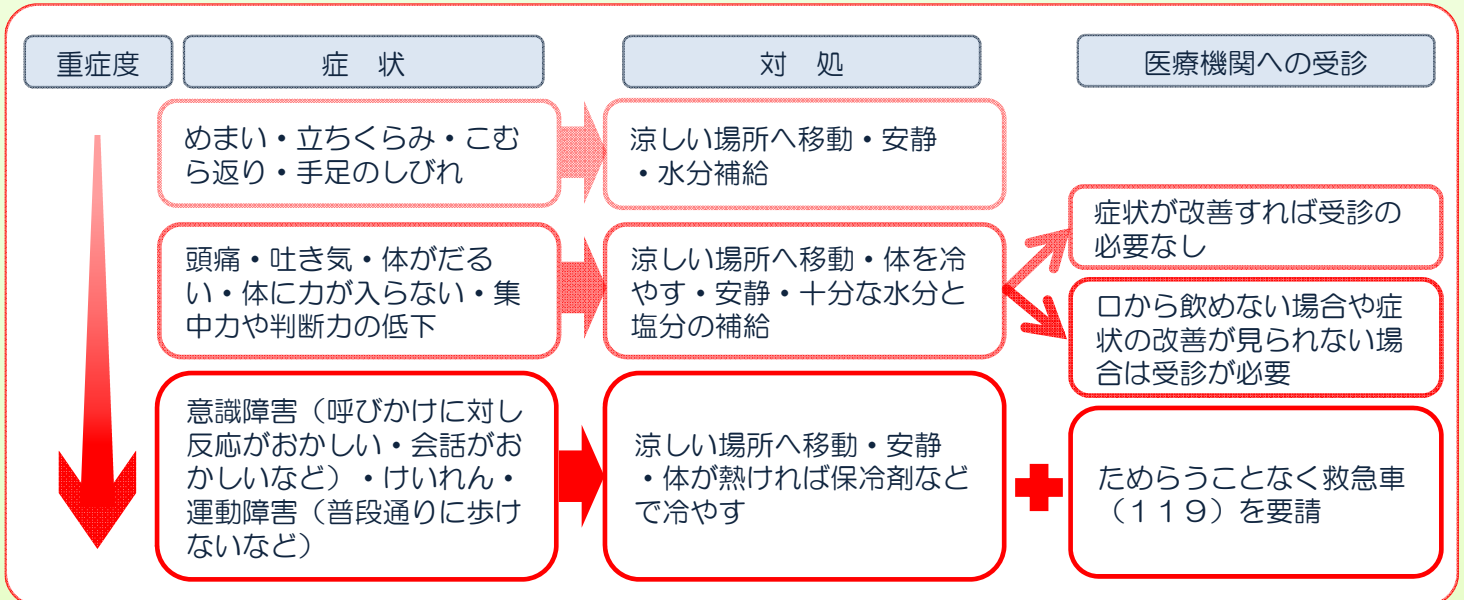 重症度
症　状
対　処
医療機関への受診
めまい・立ちくらみ・こむ
ら返り・手足のしびれ
涼しい場所へ移動・安静
・水分補給
頭痛・吐き気・体がだる
い・体に力が入らない・集
中力や判断力の低下
涼しい場所へ移動・体を冷
やす・安静・十分な水分と
塩分の補給
症状が改善すれば受診の
必要なし
口から飲めない場合や症
状の改善が見られない場
合は受診が必要
意識障害（呼びかけに対し
反応がおかしい・会話がお
かしいなど）・けいれん・
運動障害（普段通りに歩け
ないなど）
涼しい場所へ移動・安静
・体が熱ければ保冷剤など
で冷やす
ためらうことなく救急車
（１１９）を要請